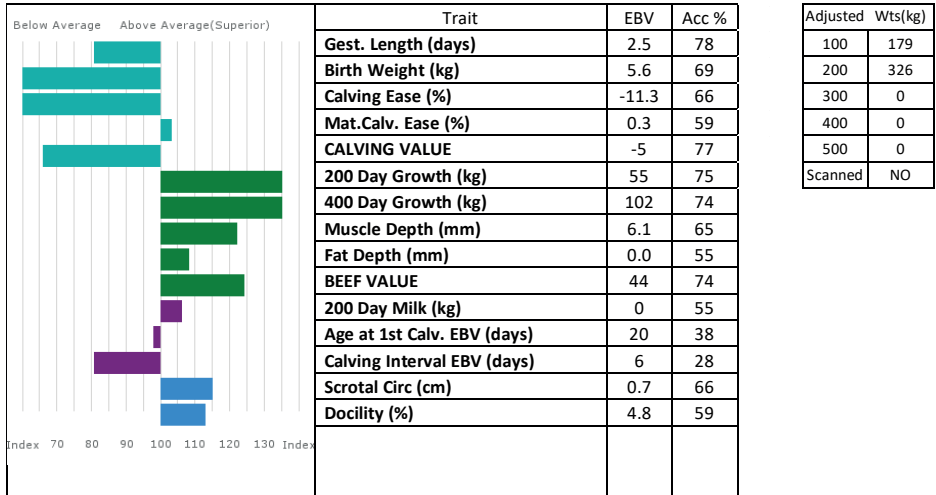 Below Average Above Average(Superior)
Trait EBV Acc %
Gest. Length (days) 2.5 78
Birth Weight (kg) 5.6 69
Calving Ease (%) -11.3 66
Mat.Calv. Ease (%) 0.3 59
CALVING VALUE -5 77
200 Day Growth (kg) 55 75
400 Day Growth (kg) 102 74
Muscle Depth (mm) 6.1 65
Fat Depth (mm) 0.0 55
BEEF VALUE 44 74
200 Day Milk (kg) 0 55
Age at 1st Calv. EBV (days) 20 38
Calving Interval EBV (days) 6 28
Scrotal Circ (cm) 0.7 66
Docility (%) 4.8 59
Index 70 80 90 100 110 120 130 Index
Adjusted Wts(kg)
100 179
200 326
300 0
400 0
500 0
Scanned NO